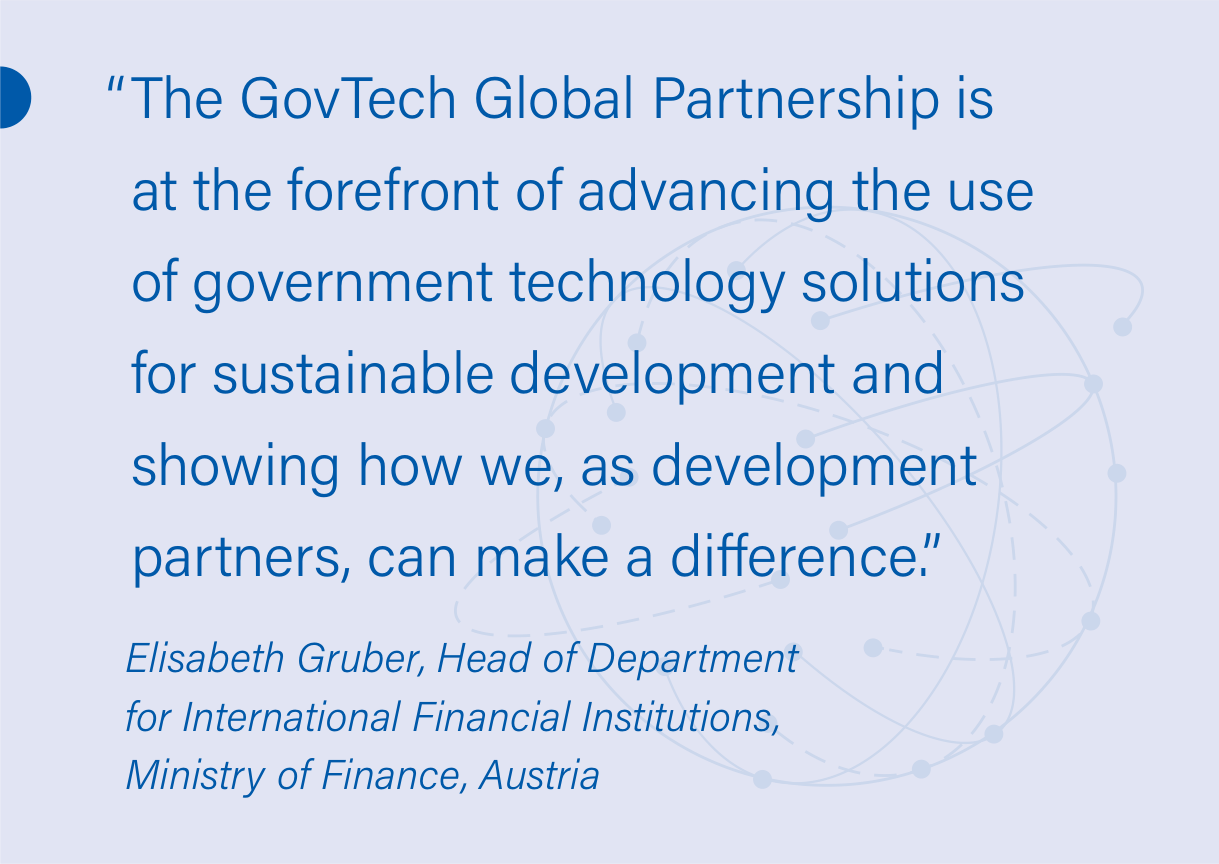 “The GovTech Global Partnership is
at the forefront of advancing the use
of government technology solutions
for sustainable development and
showing how we, as development
partners, can make a difference.”
Elisabeth Gruber, Head of Department
for International Financial Institutions,
Ministry of Finance, Austria